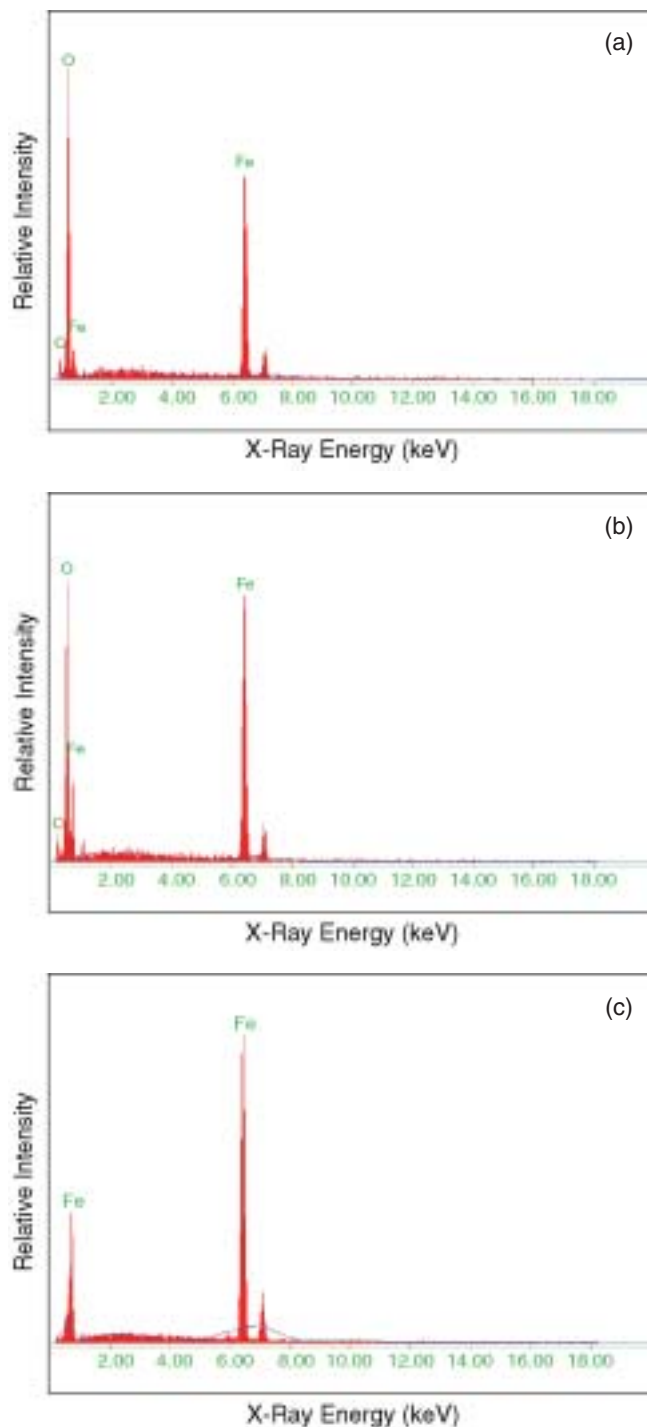 (a)
O
Fe
Fe
C
Relative Intensity
2.00 4.00 6.00 8.00 10.00 12.00 14.00 16.00 18.00
X-Ray Energy (keV)
(b)
O
Fe
Fe
Relative Intensity
2.00 4.00 6.00 8.00 10.00 12.00 14.00 16.00 18.00
X-Ray Energy (keV)
(c)
Fe
Fe
Relative Intensity
2.00 4.00 6.00 8.00 10.00 12.00 14.00 16.00 18.00
X-Ray Energy (keV)